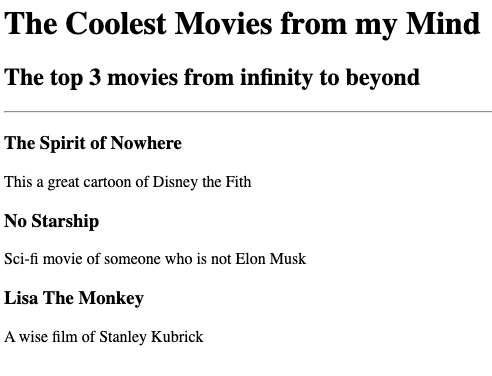 The Coolest Movies from my Mind
The top 3 movies from infinity to beyond
The Spirit of Nowhere
This a great cartoon of Disney the Fith
No Starship
Sci-fi movie of someone who is not Elon Musk
Lisa The Monkey
A wise film of Stanley Kubrick